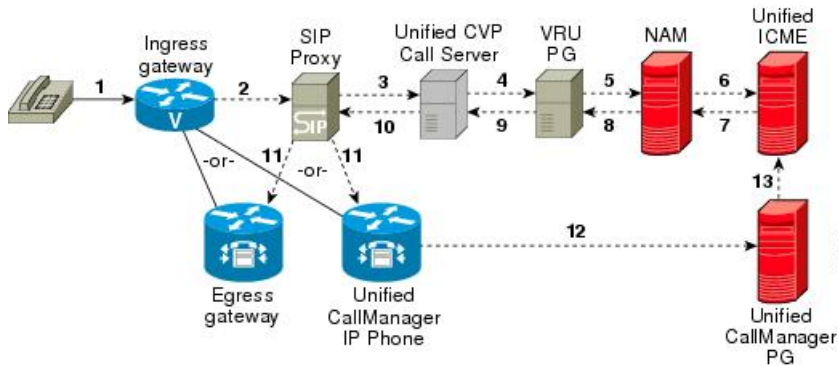 Ingress
gateway
SIP
Proxy
Unified CVP
Call Server
VRU
PG
NAM
Unified
ICME
1
2
3
4
5
6
10
9
8
7
V
SIP
-or-
11
-or-
11
13
12
Egress
gateway
Unified
CallManager
IP Phone
Unified
CallManager
PG